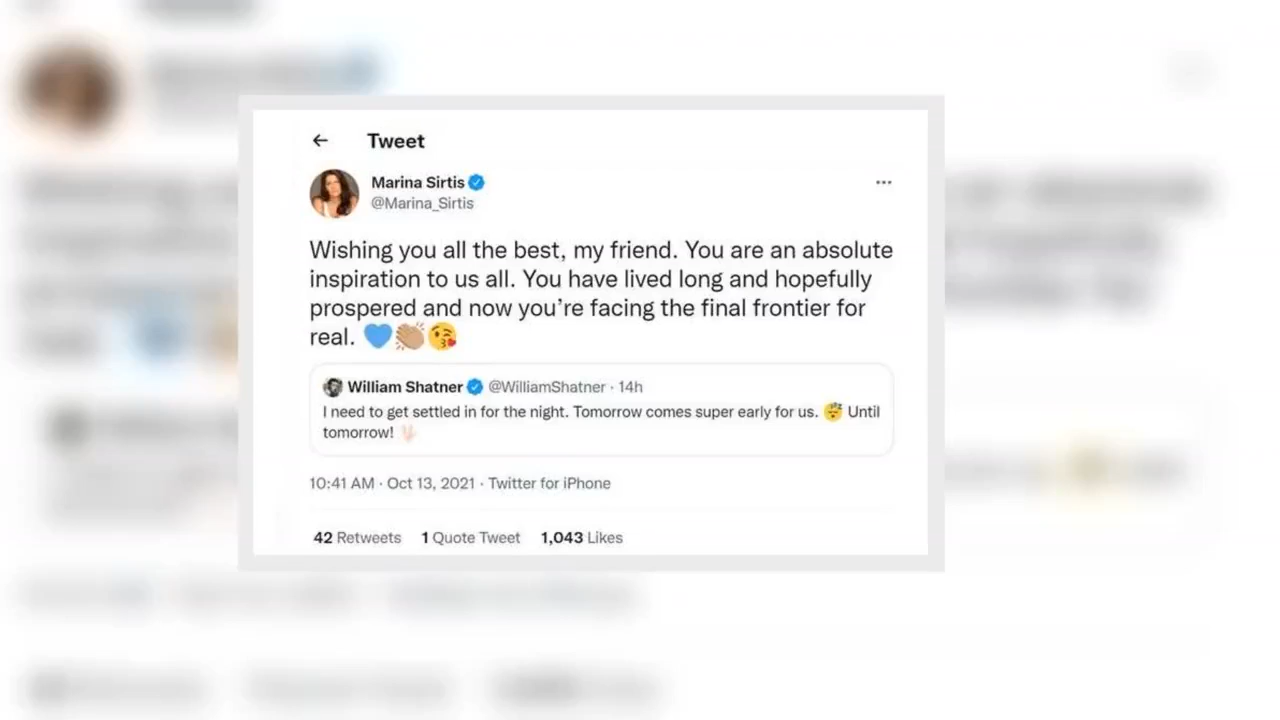 Tweet
Marina Sirtis
@Marina_Sirtis
Wishing you all the best, my friend. You are an absolute
inspiration to us all. You have lived long and hopefully
prospered and now you’re facing the final frontier for
real. 💙👏🏽😘
William Shatner @WilliamShatner · 14h
I need to get settled in for the night. Tomorrow comes super early for us. 😴 Until
tomorrow! 🖖🏻
10:41 AM · Oct 13, 2021 · Twitter for iPhone
42 Retweets 1 Quote Tweet 1,043 Likes